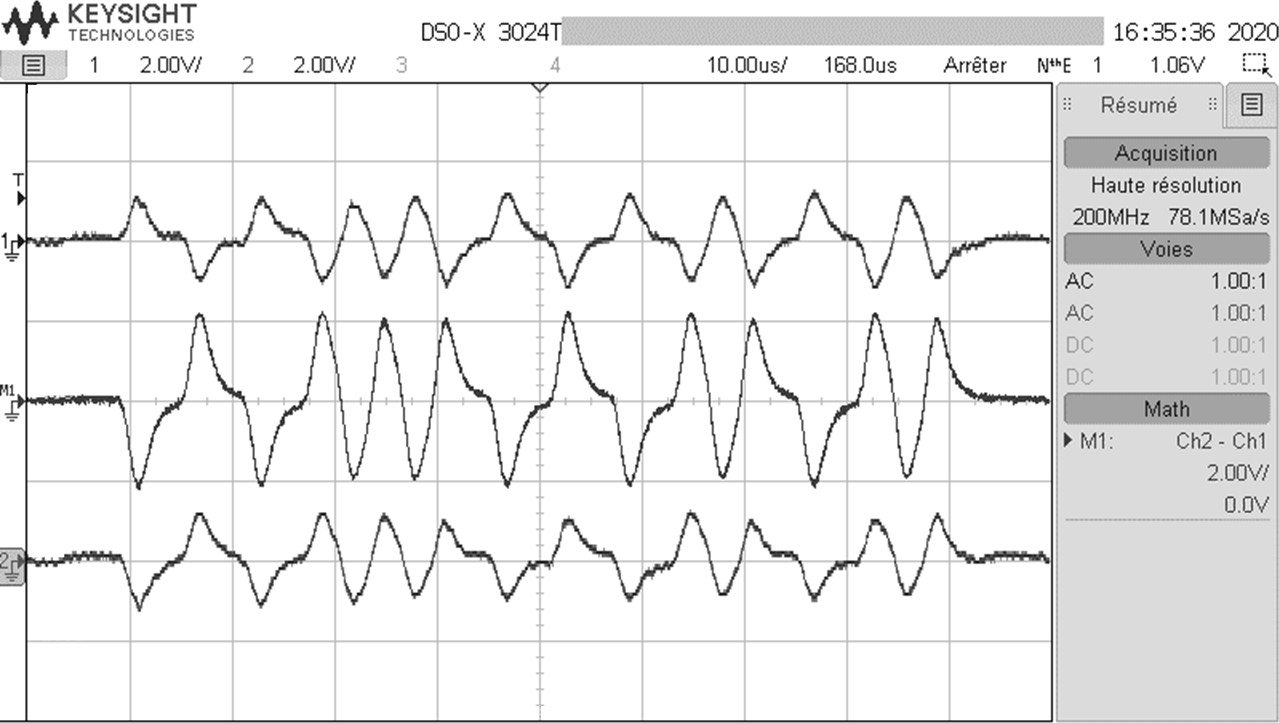 KEYSIGHT
TECHNOLOGIES
DSO-X 3024T 16:35:36 2020
1 2.00V/ 2 2.00V/ 3 4 10.00us/ 168.0us Arrêter NthE 1 1.06V
Résumé
Acquisition
Haute résolution
200MHz 78.1MSa/s
Voies
AC 1.00:1
AC 1.00:1
DC 1.00:1
DC 1.00:1
Math
M1: Ch2 - Ch1
2.00V/
0.0V
T
1
M1
2